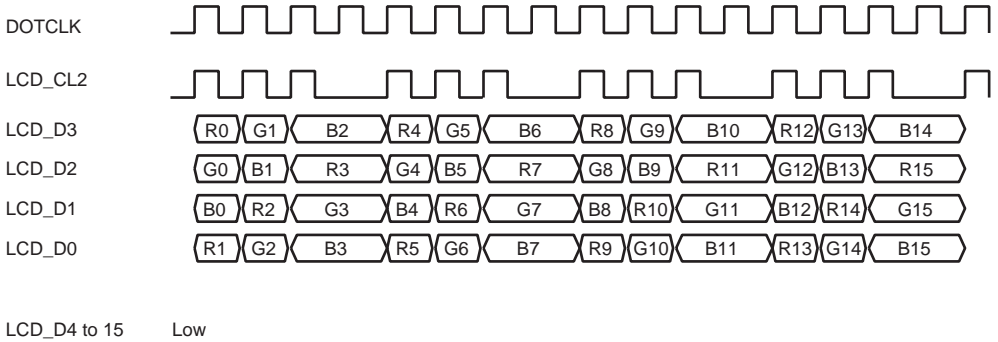 DOTCLK
LCD_CL2
LCD_D3 R0 G1 B2 R4 G5 B6 R8 G9 B10 R12 G13 B14
LCD_D2 G0 B1 R3 G4 B5 R7 G8 B9 R11 G12 B13 R15
LCD_D1 B0 R2 G3 B4 R6 G7 B8 R10 G11 B12 R14 G15
LCD_D0 R1 G2 B3 R5 G6 B7 R9 G10 B11 R13 G14 B15
LCD_D4 to 15 Low